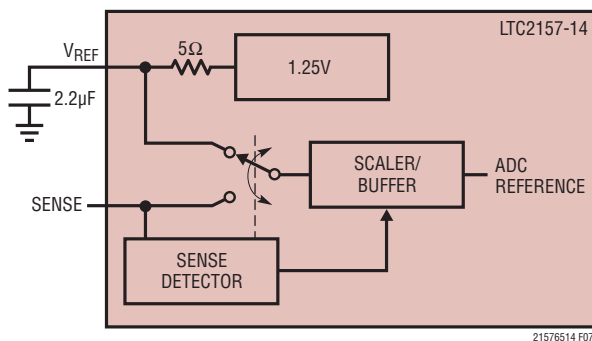 LTC2157-14
VREF
5Ω
1.25V
2.2µF
SCALER/
BUFFER
ADC
REFERENCE
SENSE
SENSE
DETECTOR
21576514 F07